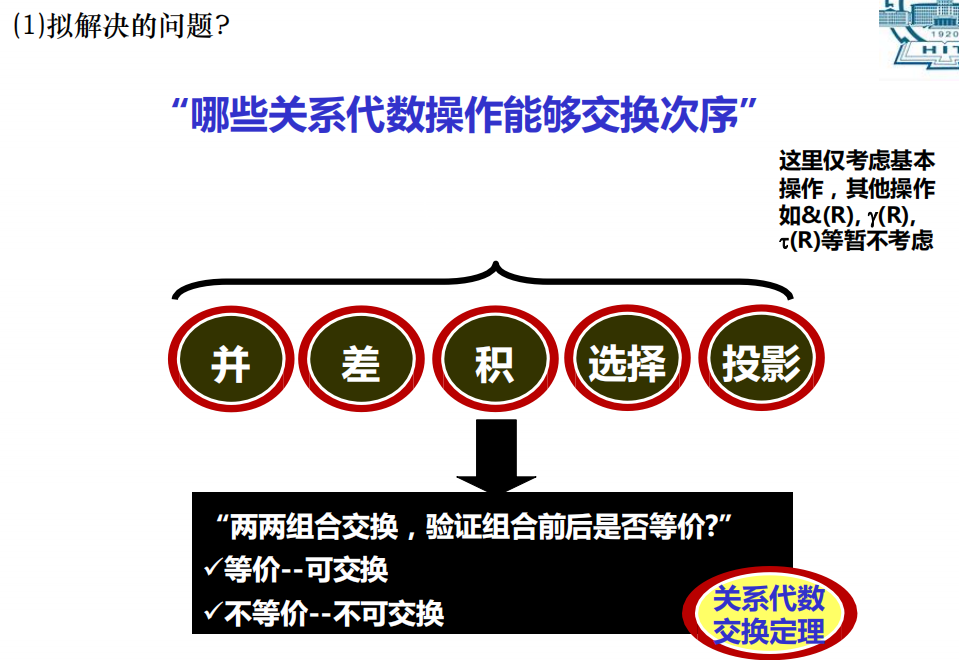 (1)拟解决的问题?
1920
HIT
“哪些关系代数操作能够交换次序”
这里仅考虑基本
操作，其他操作
如&(R), γ(R),
τ(R)等暂不考虑
并 差 积 选择 投影
“两两组合交换，验证组合前后是否等价?”
✓等价--可交换
✓不等价--不可交换
关系代数
交换定理